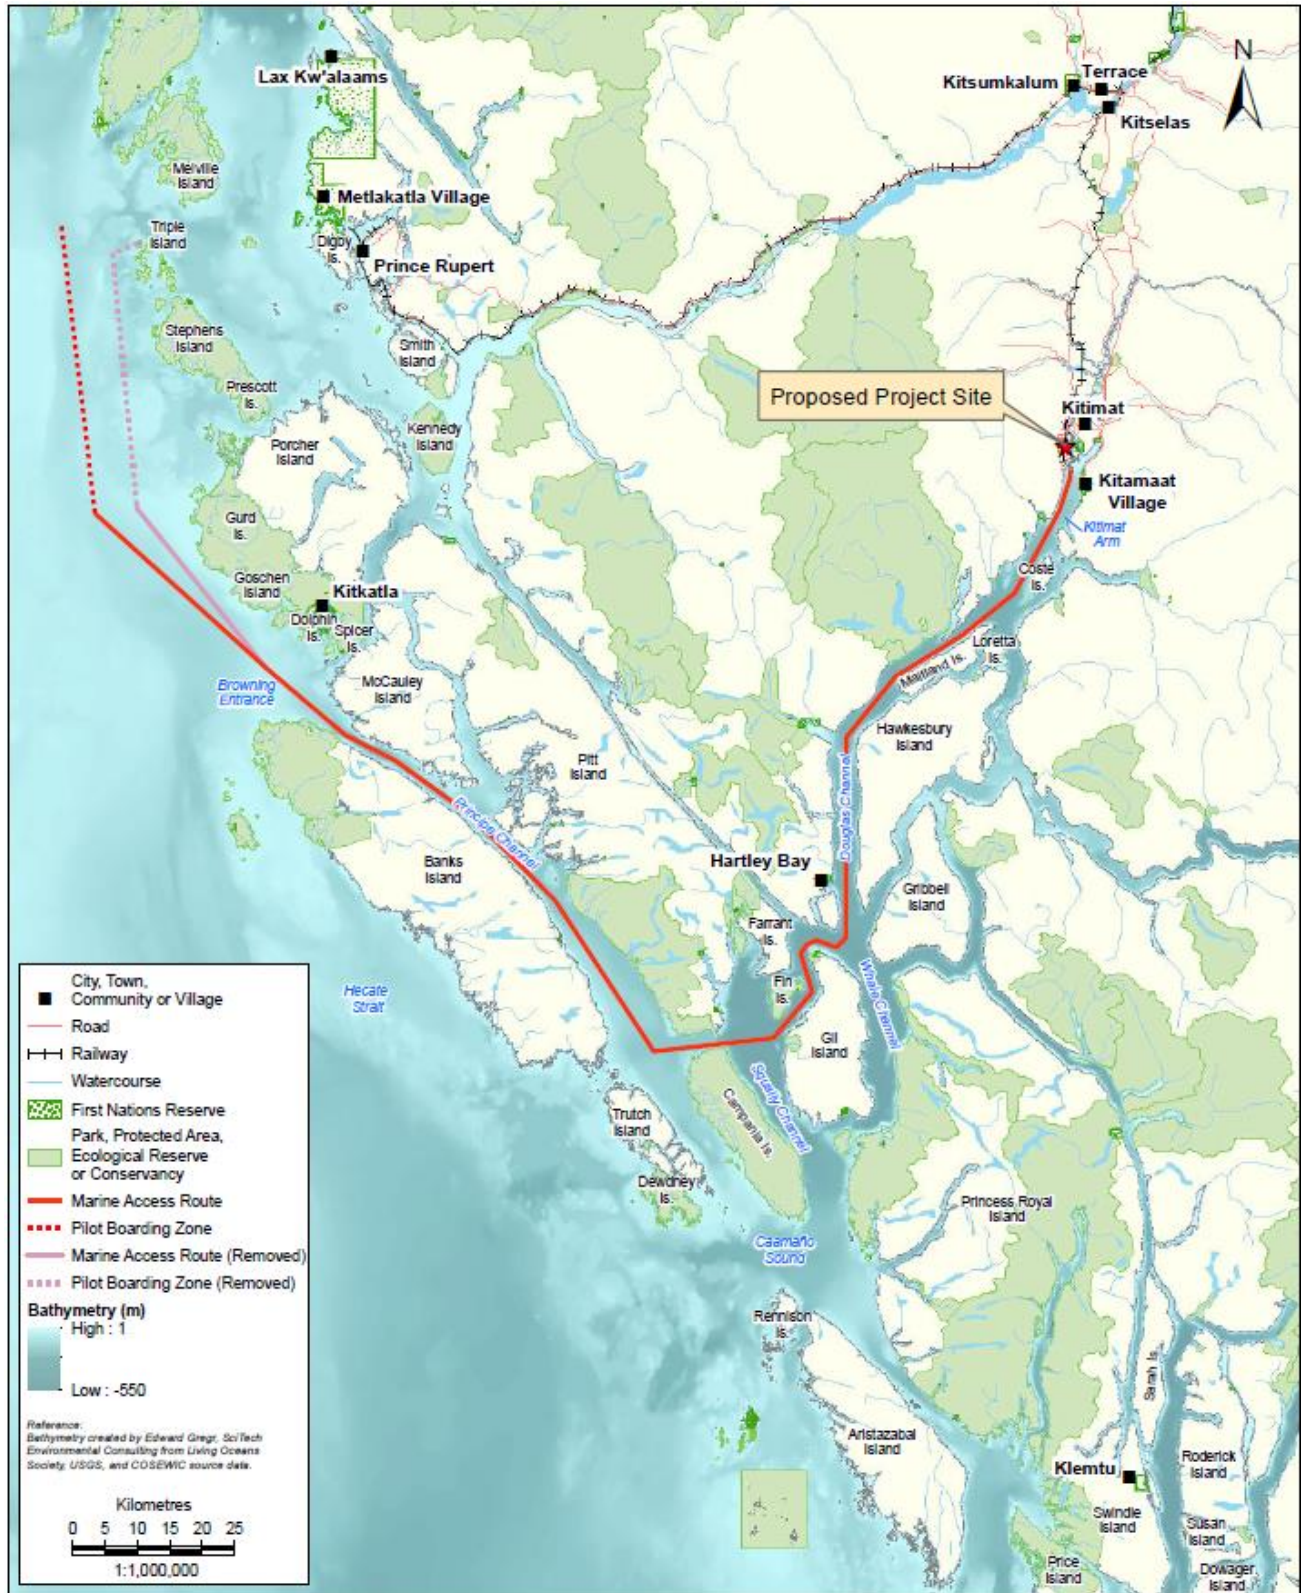 Lax Kw'alaams
Kitsumkalum
Terrace
Kitselas
N
Melville
Island
Metlakatla Village
Triple
Island
Digby
Is.
Prince Rupert
Stephens
Island
Smith
Island
Prescott
Is.
Proposed Project Site
Kitimat
Porcher
Island
Kennedy
Island
Kitamaat
Village
Gurd
Is.
Kitimat
Arm
Goschen
Island
Coste
Is.
Kitkatla
Dolphin
Is.
Spicer
Is.
Loretta
Is.
Maitland Is.
McCauley
Island
Browning
Entrance
Hawkesbury
Island
Pitt
Island
Principe Channel
Douglas Channel
Banks
Island
Hartley Bay
Gribbell
Island
Farrant
Is.
Fin
Is.
Whale Channel
Hecate
Strait
Gil
Island
Squally Channel
Campania Is.
Trutch
Island
Dewdney
Is.
Princess Royal
Island
Caamaño
Sound
Rennison
Is.
Sarah Is.
Aristazabal
Island
Klemtu
Roderick
Island
Swindle
Island
Susan
Island
Price
Island
Dowager
Island
City, Town,
Community or Village
Road
Railway
Watercourse
First Nations Reserve
Park, Protected Area,
Ecological Reserve
or Conservancy
Marine Access Route
Pilot Boarding Zone
Marine Access Route (Removed)
Pilot Boarding Zone (Removed)
Bathymetry (m)
High : 1
Low : -550
Reference:
Bathymetry created by Edward Gregr, SciTech
Environmental Consulting from Living Oceans
Society, USGS, and COSEWIC source data.
Kilometres
0 5 10 15 20 25
1:1,000,000